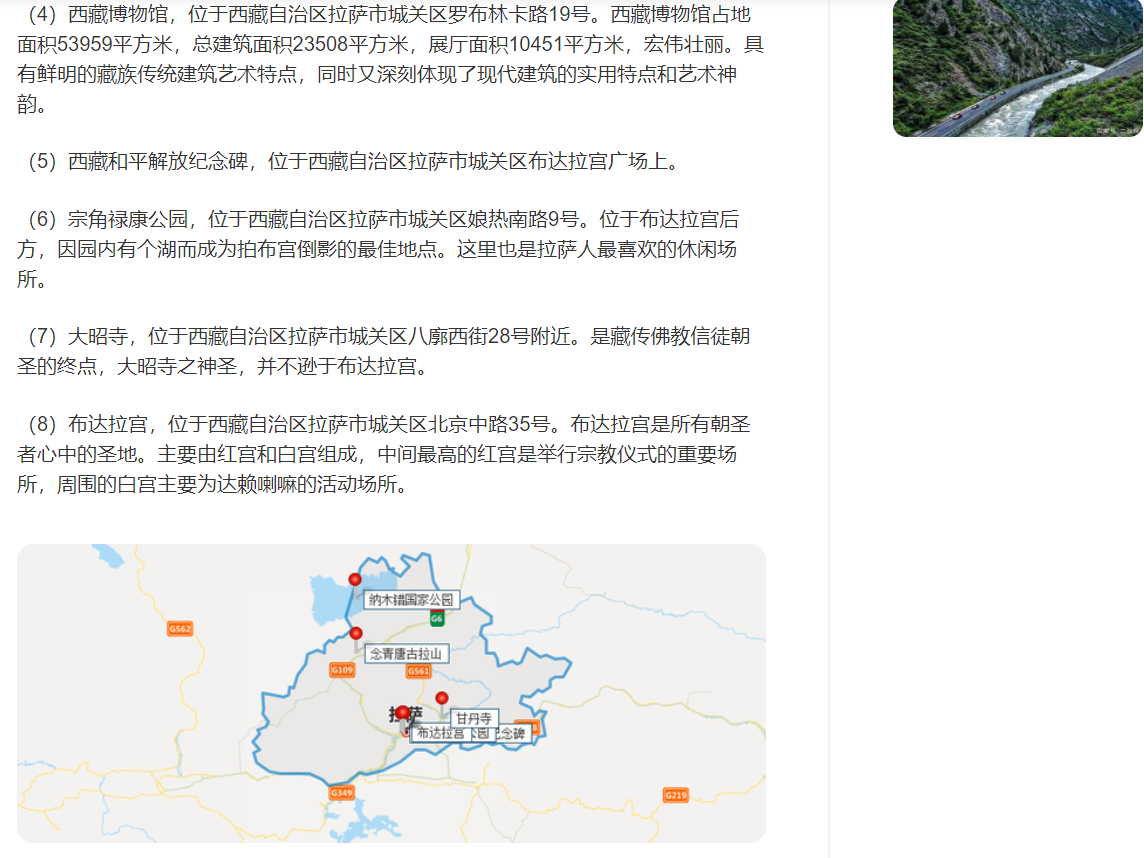 （4）西藏博物馆，位于西藏自治区拉萨市城关区罗布林卡路19号。西藏博物馆占地
面积53959平方米，总建筑面积23508平方米，展厅面积10451平方米，宏伟壮丽。具
有鲜明的藏族传统建筑艺术特点，同时又深刻体现了现代建筑的实用特点和艺术神
韵。
（5）西藏和平解放纪念碑，位于西藏自治区拉萨市城关区布达拉宫广场上。
（6）宗角禄康公园，位于西藏自治区拉萨市城关区娘热南路9号。位于布达拉宫后
方，因园内有个湖而成为拍布宫倒影的最佳地点。这里也是拉萨人最喜欢的休闲场
所。
（7）大昭寺，位于西藏自治区拉萨市城关区八廓西街28号附近。是藏传佛教信徒朝
圣的终点，大昭寺之神圣，并不逊于布达拉宫。
（8）布达拉宫，位于西藏自治区拉萨市城关区北京中路35号。布达拉宫是所有朝圣
者心中的圣地。主要由红宫和白宫组成，中间最高的红宫是举行宗教仪式的重要场
所，周围的白宫主要为达赖喇嘛的活动场所。
纳木错国家公园
G6
G562
念青唐古拉山
G109
G561
拉萨
甘丹寺
布达拉宫
公园
纪念碑
G349
G219